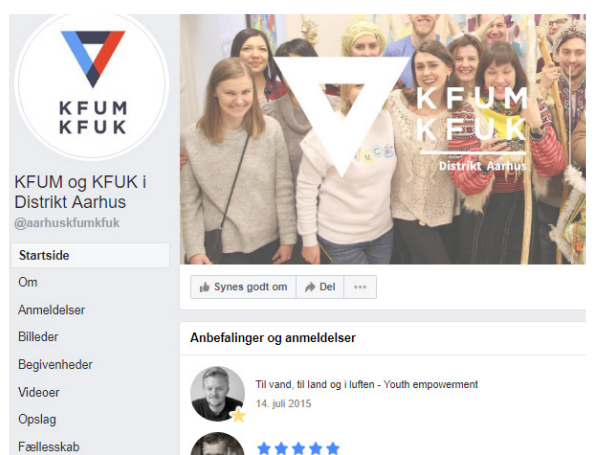 KFUM
KFUK
KFUM og KFUK i
Distrikt Aarhus
@aarhuskfumkfuk
Startside
Om
Anmeldelser
Billeder
Begivenheder
Videoer
Opslag
Fællesskab
KFUM
KFUK
Distrikt Aarhus
Synes godt om
Del
Anbefalinger og anmeldelser
Til vand, til land og i luften - Youth empowerment
14. juli 2015